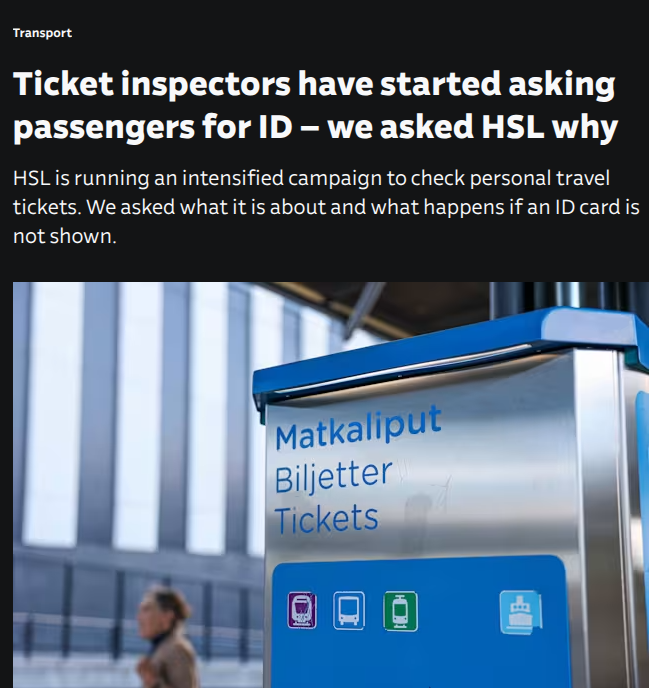 Transport
Ticket inspectors have started asking
passengers for ID – we asked HSL why
HSL is running an intensified campaign to check personal travel
tickets. We asked what it is about and what happens if an ID card is
not shown.
Matkaliput
Biljetter
Tickets